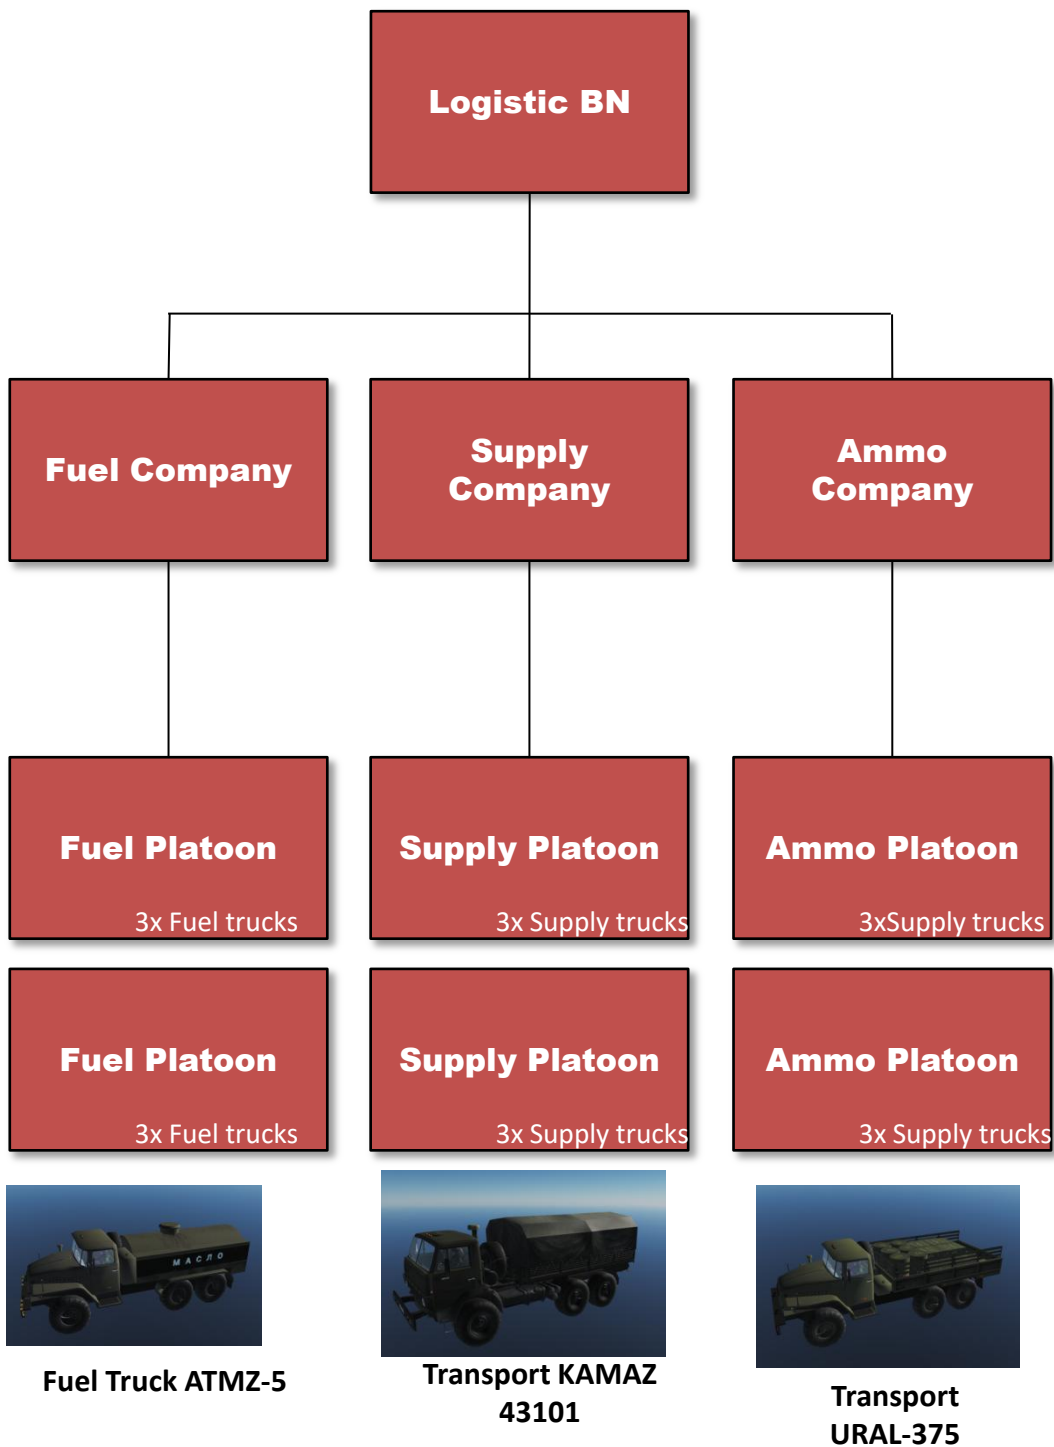 Logistic BN
Fuel Company
Supply
Company
Ammo
Company
Fuel Platoon
3x Fuel trucks
Supply Platoon
3x Supply trucks
Ammo Platoon
3xSupply trucks
Fuel Platoon
3x Fuel trucks
Supply Platoon
3x Supply trucks
Ammo Platoon
3x Supply trucks
МАСЛО
Fuel Truck ATMZ-5
Transport KAMAZ
43101
Transport
URAL-375